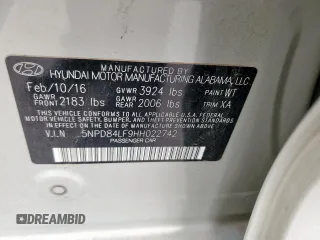 MANUFACTURED BY
HYUNDAI MOTOR MANUFACTURING ALABAMA, LLC
Feb/10/16 GVWR 3924 lbs PAINT WT
GAWR FRONT 2183 lbs GAWR REAR 2006 lbs TRIM XA
THIS VEHICLE CONFORMS TO ALL APPLICABLE FEDERAL
MOTOR VEHICLE SAFETY, BUMPER, AND THEFT PREVENTION
STANDARDS IN EFFECT ON THE DATE OF MANUFACTURE
SHOWN ABOVE.
V.I.N. 5NPD84LF9HH022742
PASSENGER CAR
DREAMBID